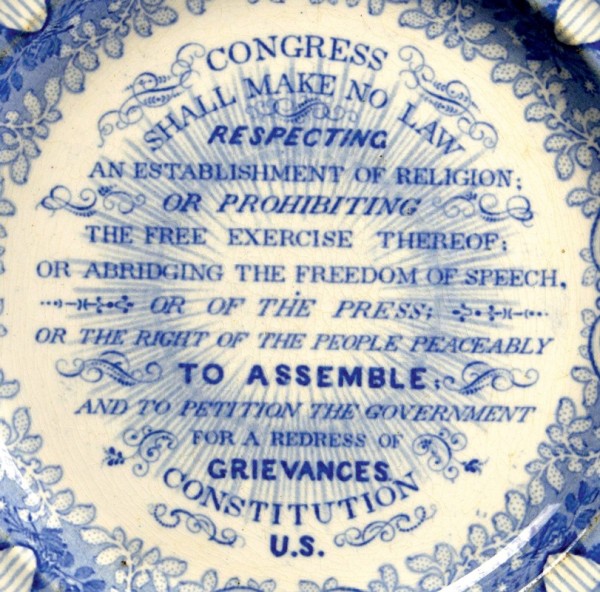 CONGRESS
SHALL MAKE NO LAW
RESPECTING
AN ESTABLISHMENT OF RELIGION;
OR PROHIBITING
THE FREE EXERCISE THEREOF;
OR ABRIDGING THE FREEDOM OF SPEECH,
OR OF THE PRESS;
OR THE RIGHT OF THE PEOPLE PEACEABLY
TO ASSEMBLE;
AND TO PETITION THE GOVERNMENT
FOR A REDRESS OF
GRIEVANCES
CONSTITUTION
U.S.